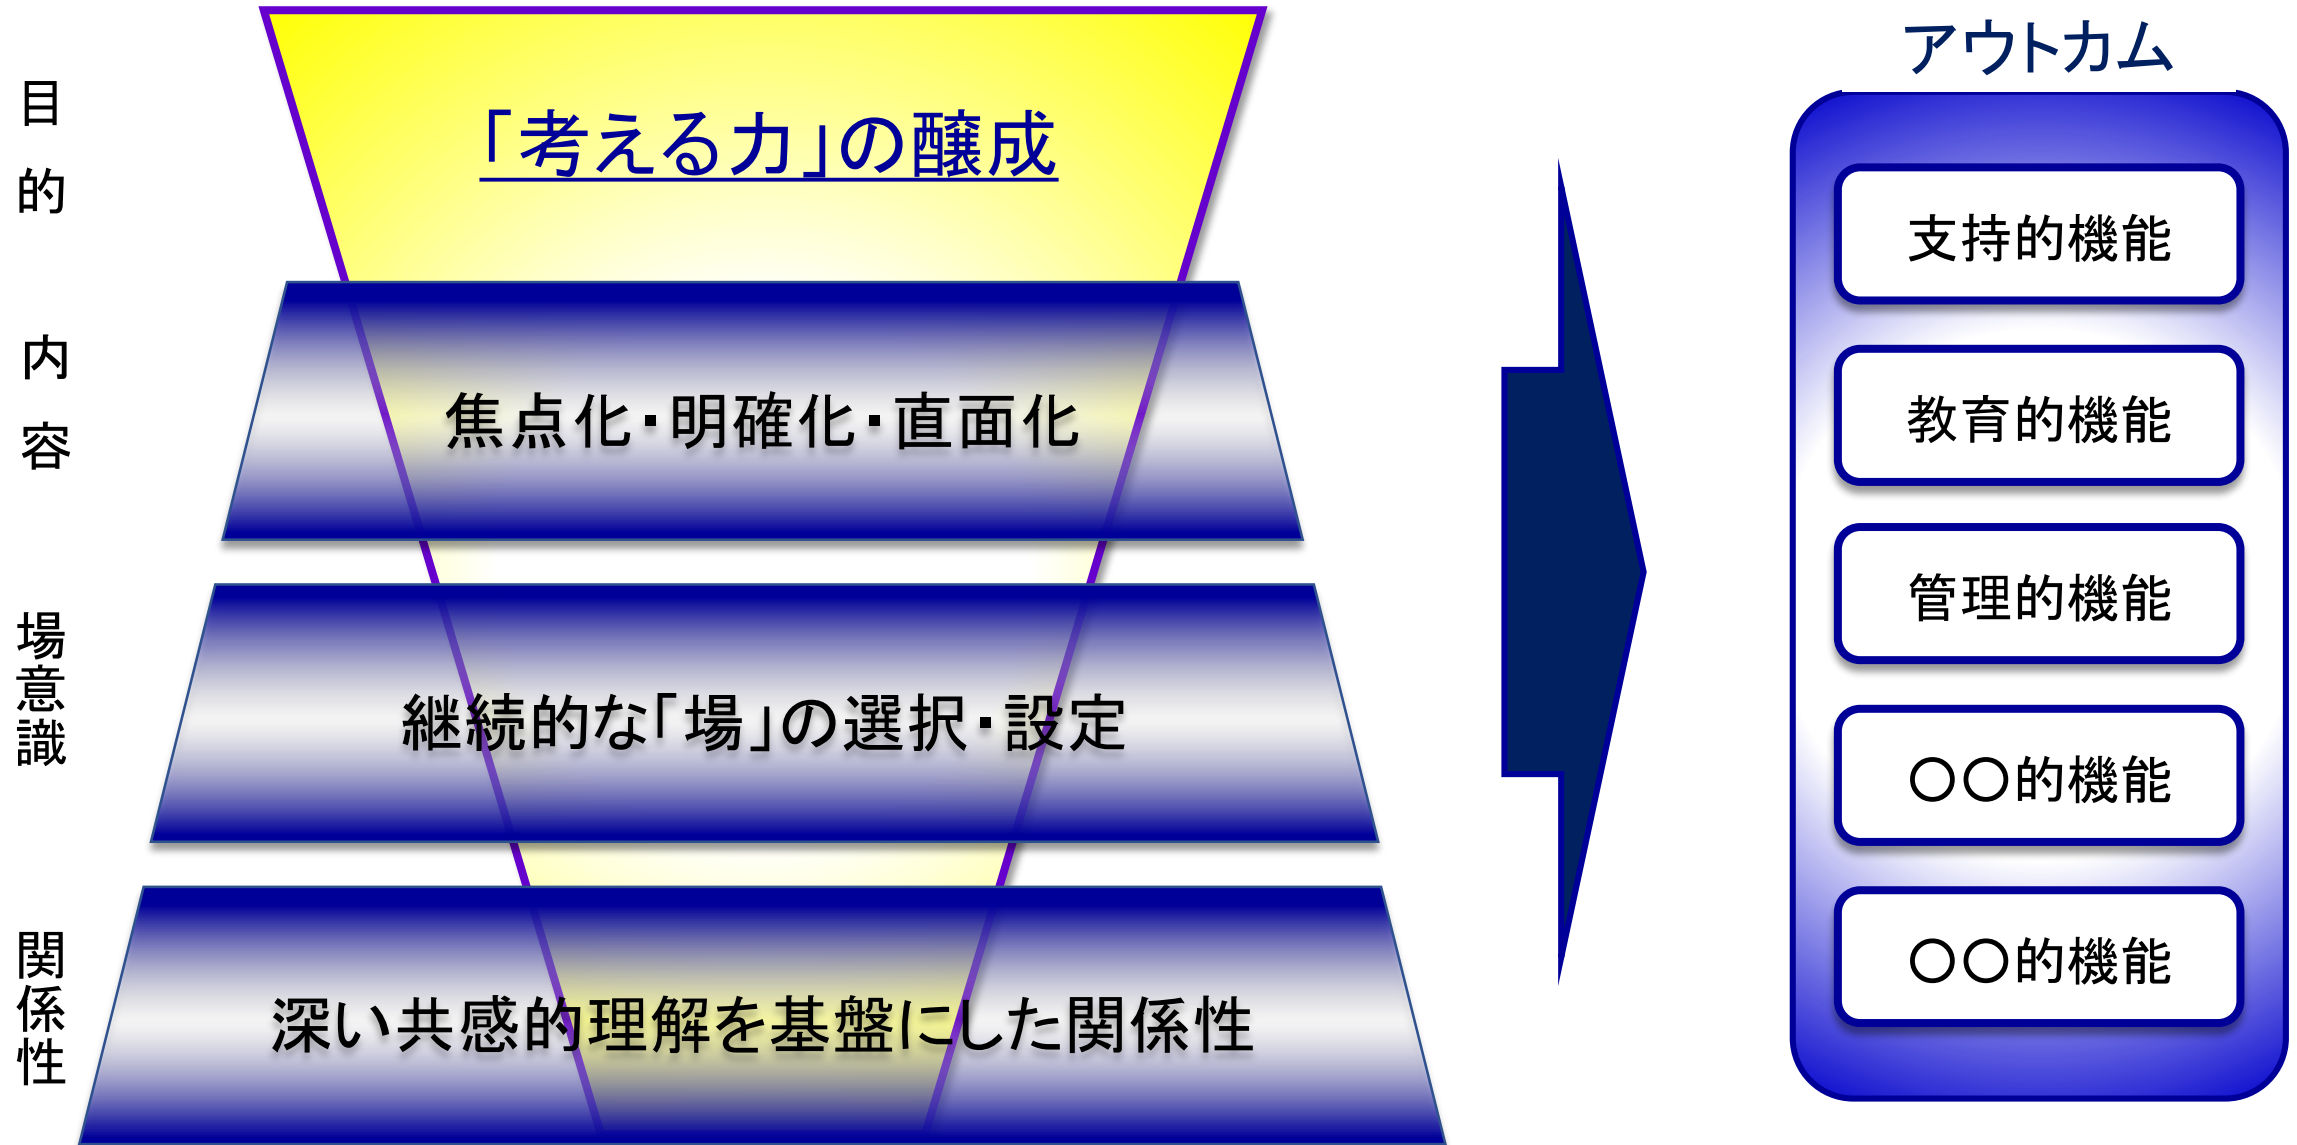 目的
「考える力」の醸成
内容
焦点化・明確化・直面化
場意識
継続的な「場」の選択・設定
関係性
深い共感的理解を基盤にした関係性
アウトカム
支持的機能
教育的機能
管理的機能
〇〇的機能
〇〇的機能